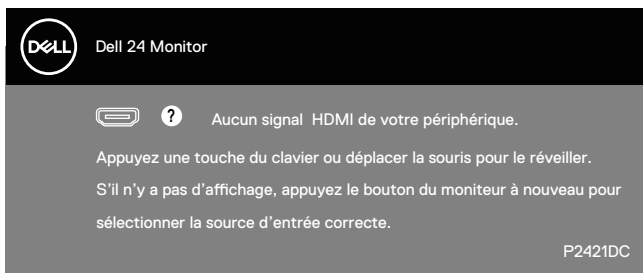 DELL
Dell 24 Monitor
? Aucun signal HDMI de votre périphérique.
Appuyez une touche du clavier ou déplacer la souris pour le réveiller.
S'il n'y a pas d'affichage, appuyez le bouton du moniteur à nouveau pour
sélectionner la source d'entrée correcte.
P2421DC